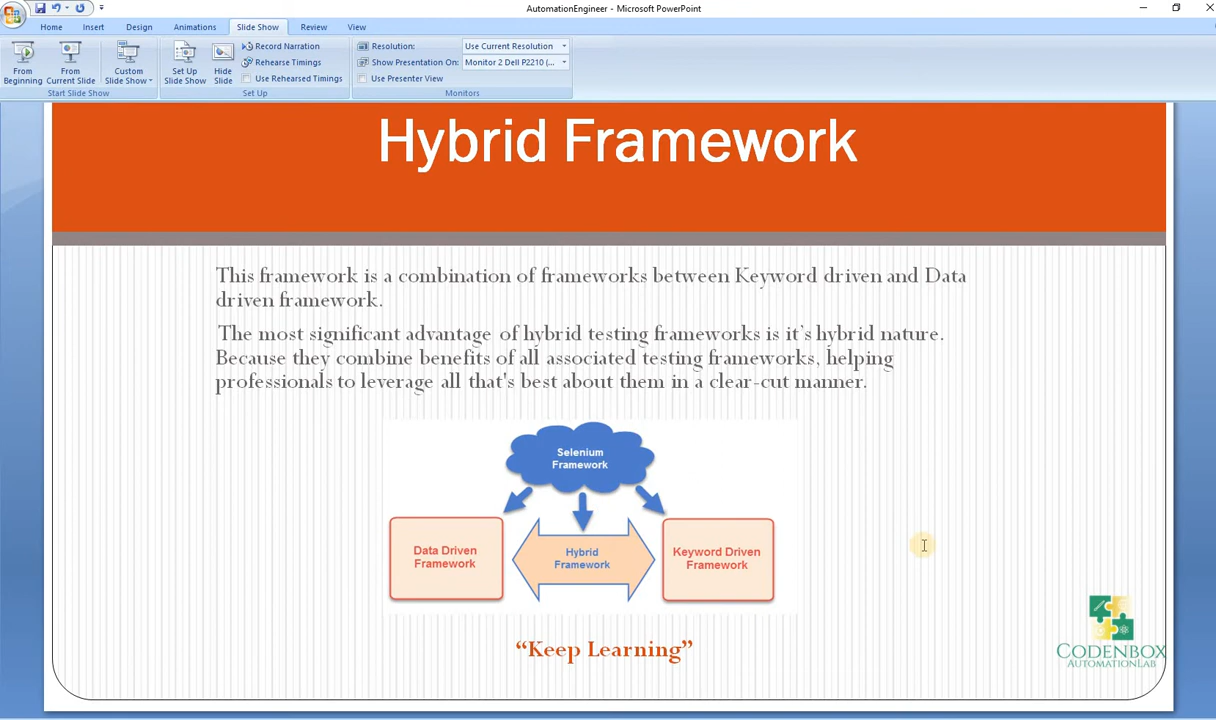 AutomationEngineer - Microsoft PowerPoint
Home Insert Design Animations Slide Show Review View
From Beginning
From Current Slide
Custom Slide Show
Start Slide Show
Set Up Slide Show
Hide Slide
Record Narration
Rehearse Timings
Use Rehearsed Timings
Set Up
Resolution: Use Current Resolution
Show Presentation On: Monitor 2 Dell P2210 (...
Use Presenter View
Monitors
Hybrid Framework
This framework is a combination of frameworks between Keyword driven and Data
driven framework.
The most significant advantage of hybrid testing frameworks is it’s hybrid nature.
Because they combine benefits of all associated testing frameworks, helping
professionals to leverage all that's best about them in a clear-cut manner.
Selenium
Framework
Data Driven
Framework
Hybrid
Framework
Keyword Driven
Framework
“Keep Learning”
CODENBOX
AUTOMATIONLAB